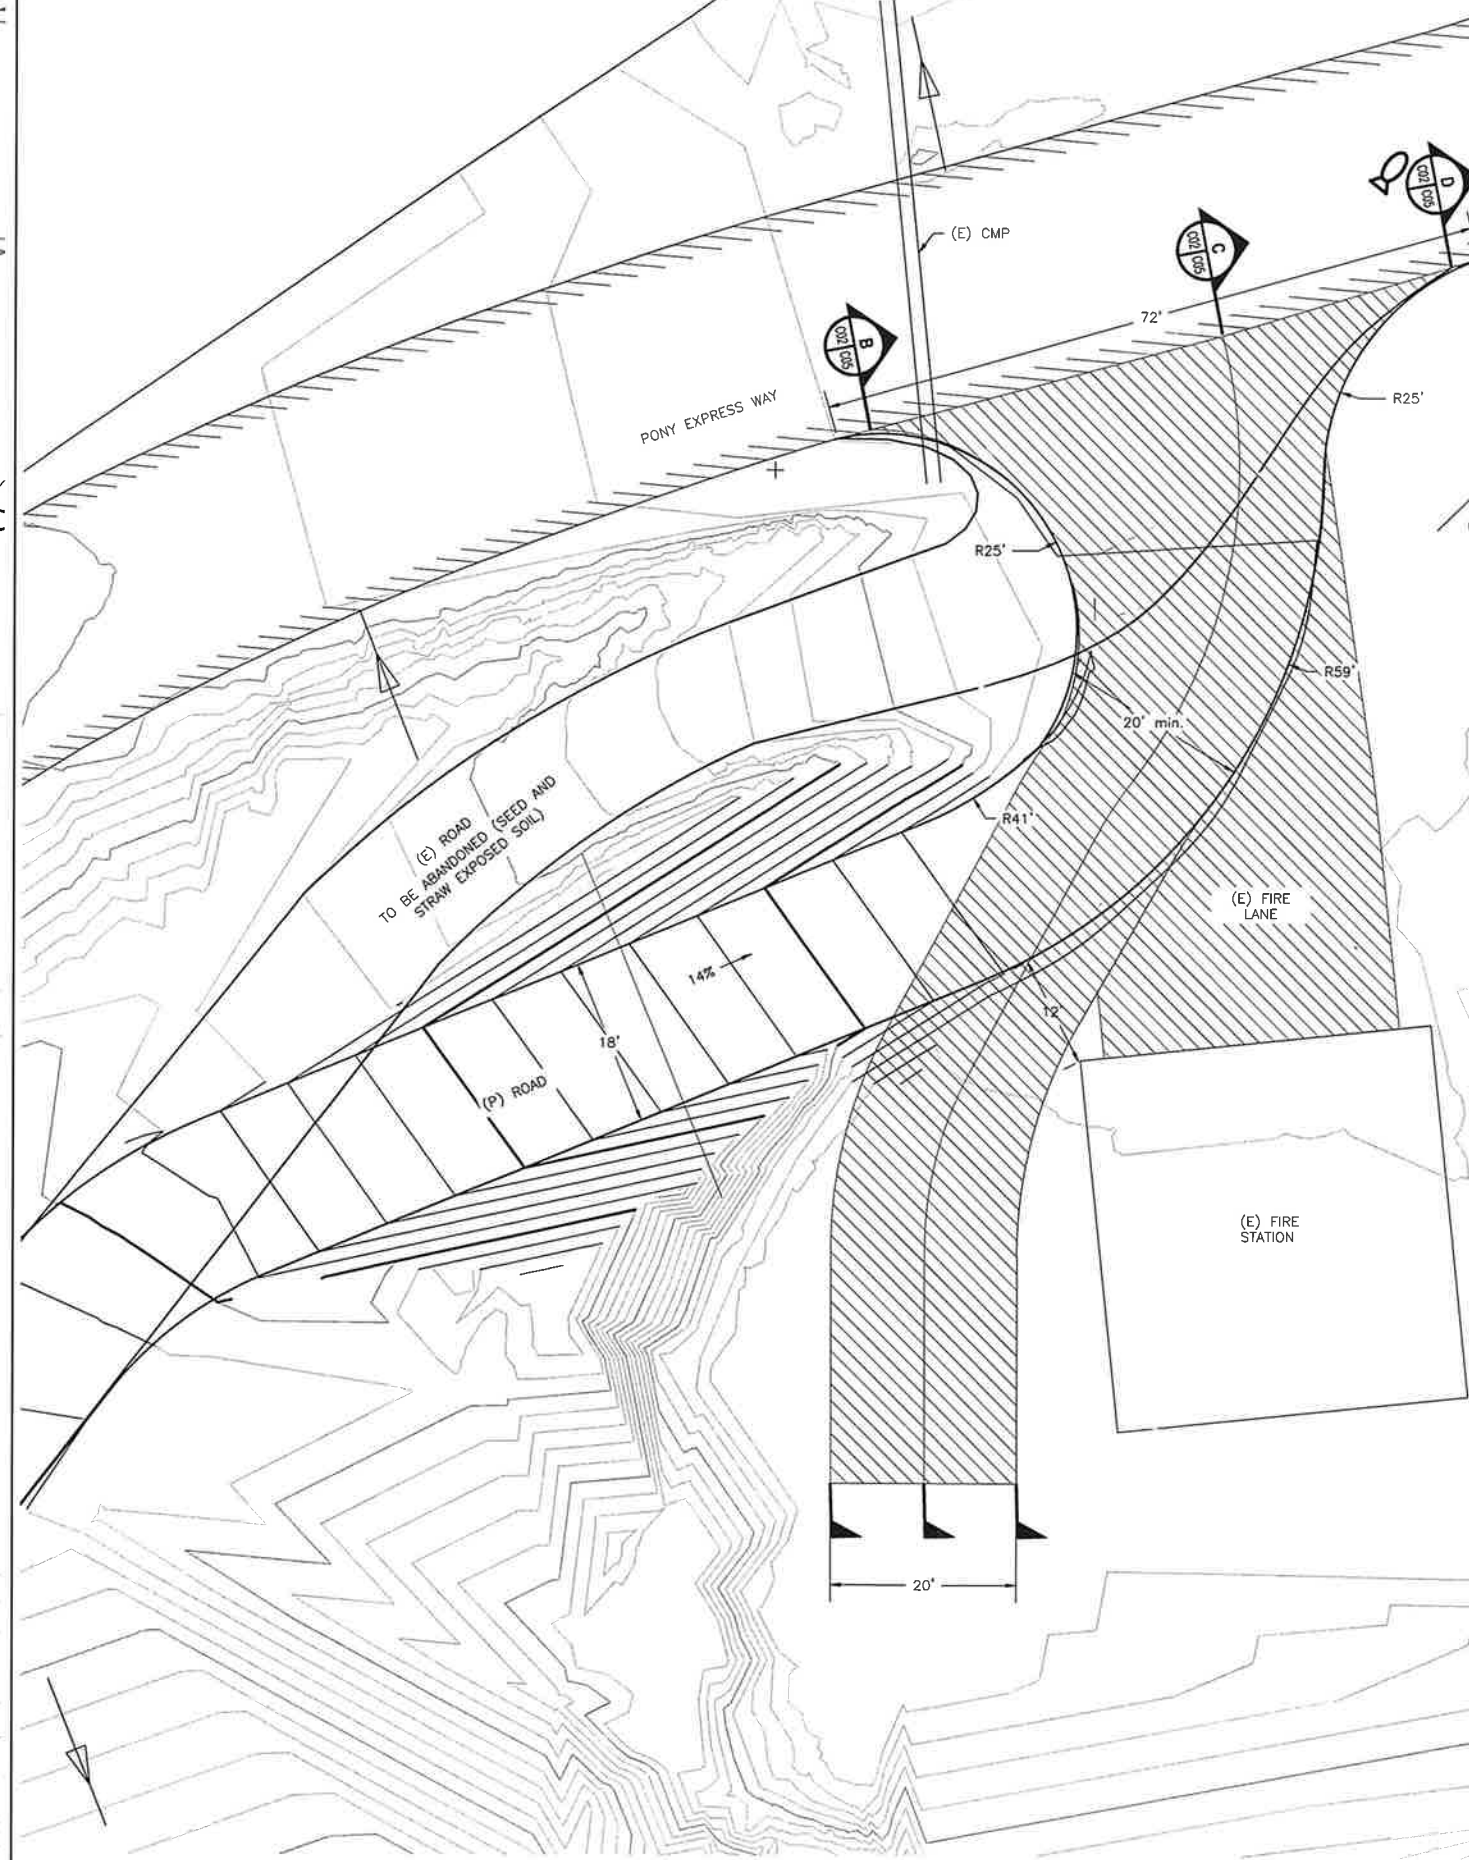 D
C02 C05
C
C02 C05
(E) CMP
72'
B
C02 C05
PONY EXPRESS WAY
R25'
R25'
R59'
20' min.
R41'
(E) ROAD
TO BE ABANDONED (SEED AND
STRAW EXPOSED SOIL)
(E) FIRE
LANE
14%
12'
18'
(P) ROAD
(E) FIRE
STATION
20'